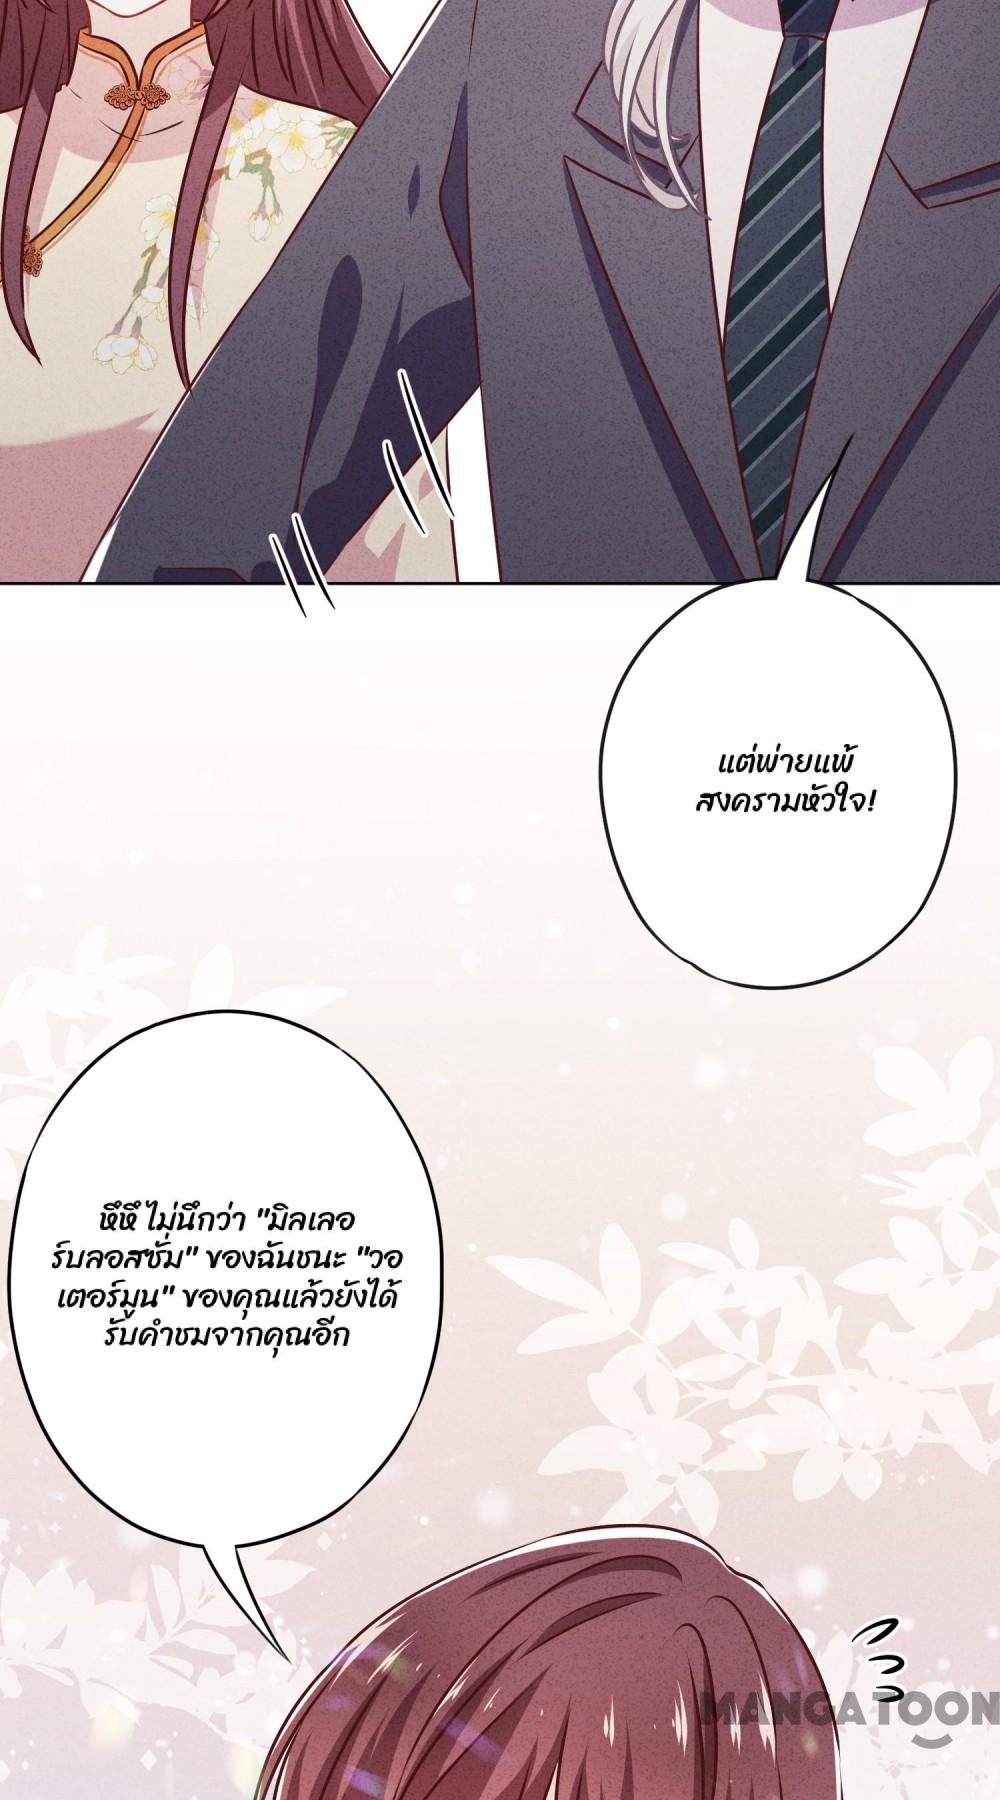 แต่พ่ายแพ้
สงครามหัวใจ!
หึหึ ไม่นึกว่า "มิลเลอ
ร์บลอสซั่ม" ของฉันชนะ "วอ
เตอร์มูน" ของคุณแล้วยังได้
รับคำชมจากคุณอีก
MANGATOON